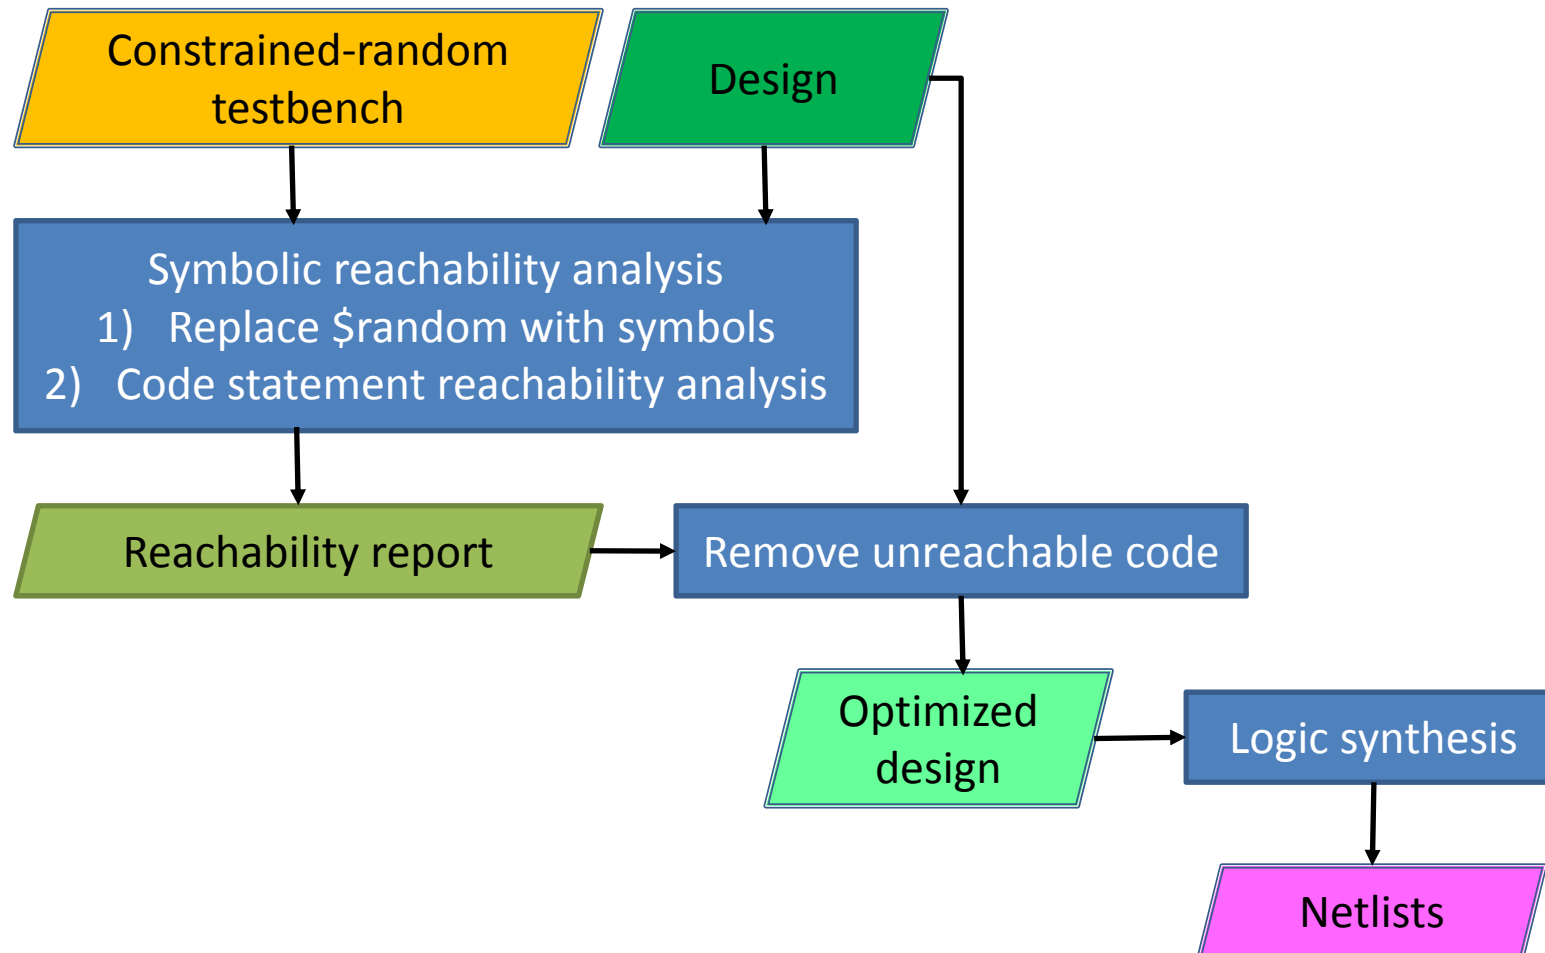 Constrained-random
testbench
Design
Symbolic reachability analysis
1) Replace $random with symbols
2) Code statement reachability analysis
Reachability report
Remove unreachable code
Optimized
design
Logic synthesis
Netlists